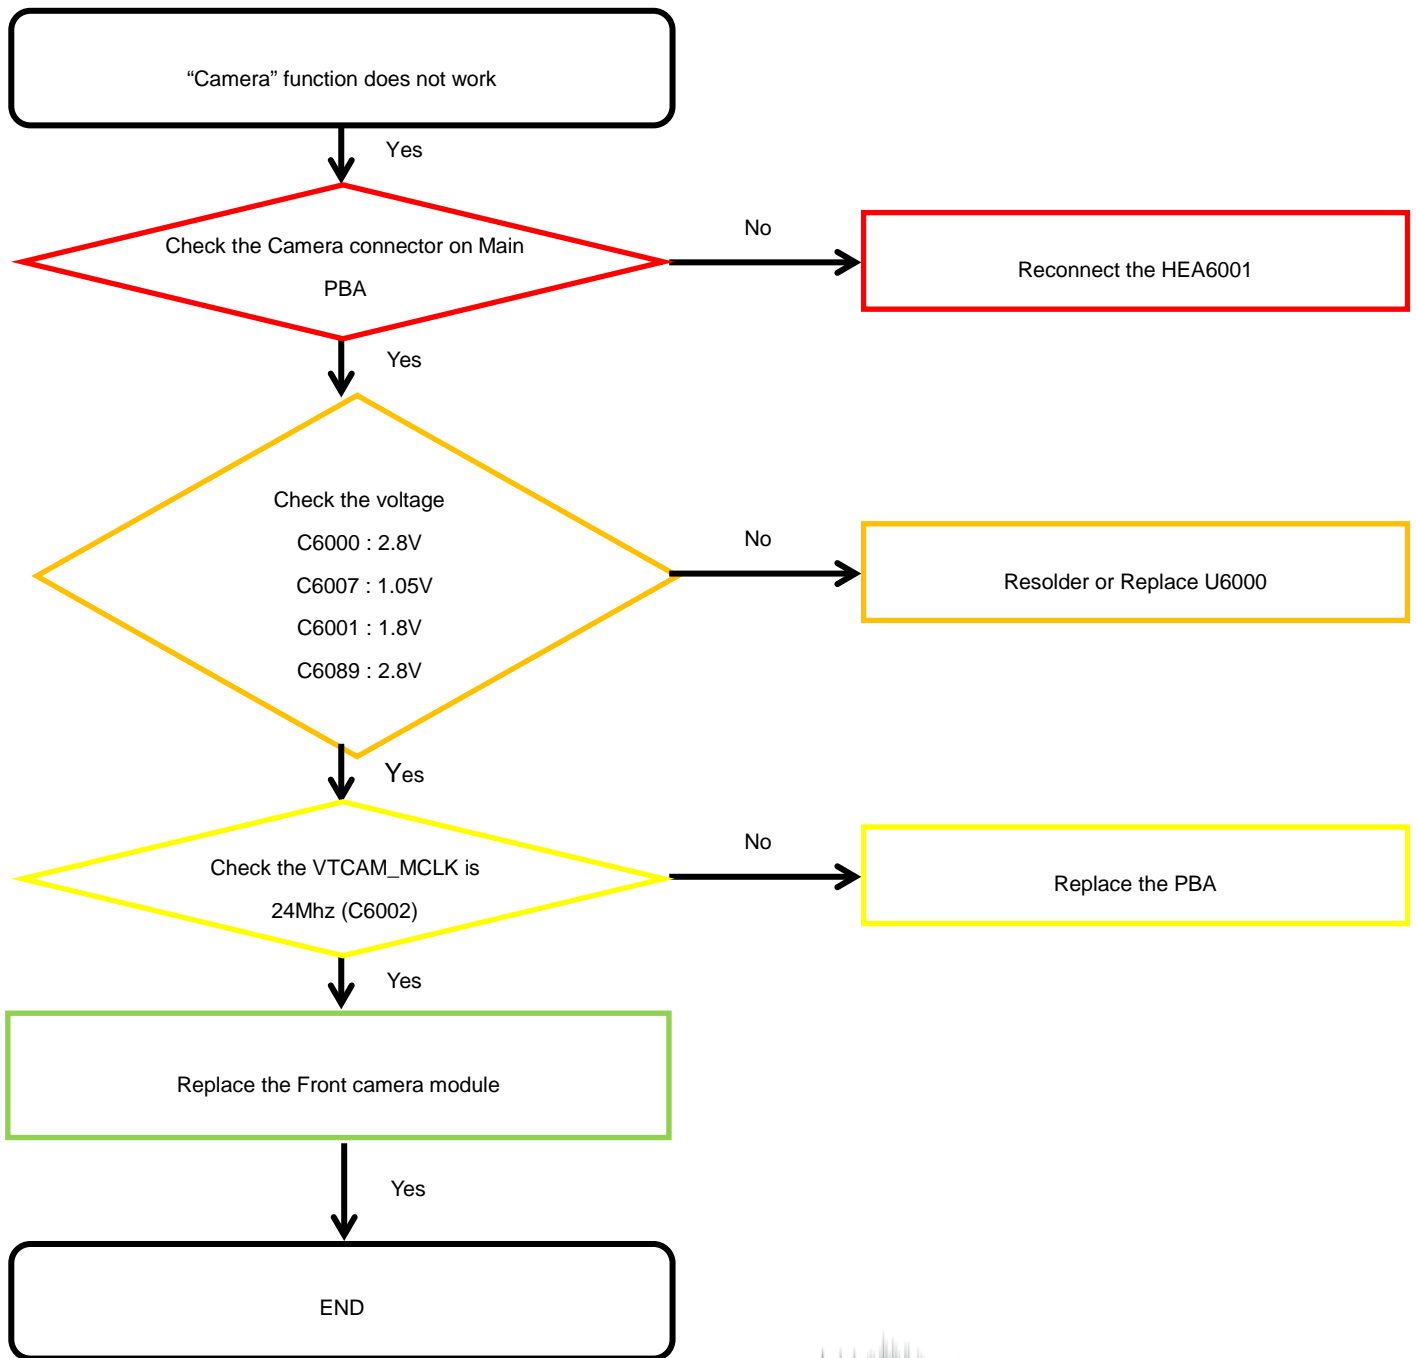 “Camera” function does not work
Yes
Check the Camera connector on Main
PBA
No
Reconnect the HEA6001
Yes
Check the voltage
C6000 : 2.8V
C6007 : 1.05V
C6001 : 1.8V
C6089 : 2.8V
No
Resolder or Replace U6000
Yes
Check the VTCAM_MCLK is
24Mhz (C6002)
No
Replace the PBA
Yes
Replace the Front camera module
Yes
END